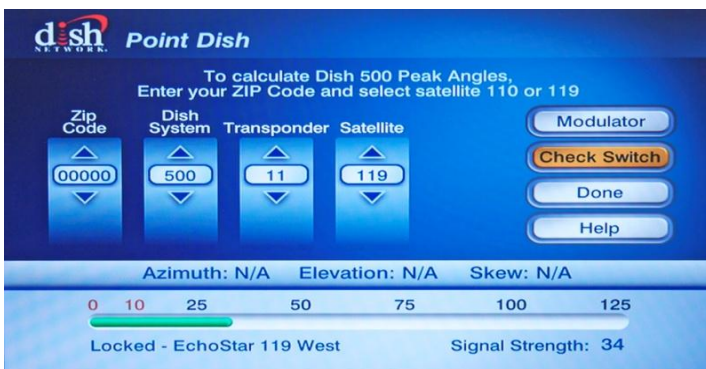 dish
NETWORK.
Point Dish
To calculate Dish 500 Peak Angles,
Enter your ZIP Code and select satellite 110 or 119
Zip Code
Dish System
Transponder
Satellite
00000
500
11
119
Modulator
Check Switch
Done
Help
Azimuth: N/A Elevation: N/A Skew: N/A
0 10 25 50 75 100 125
Locked - EchoStar 119 West
Signal Strength: 34